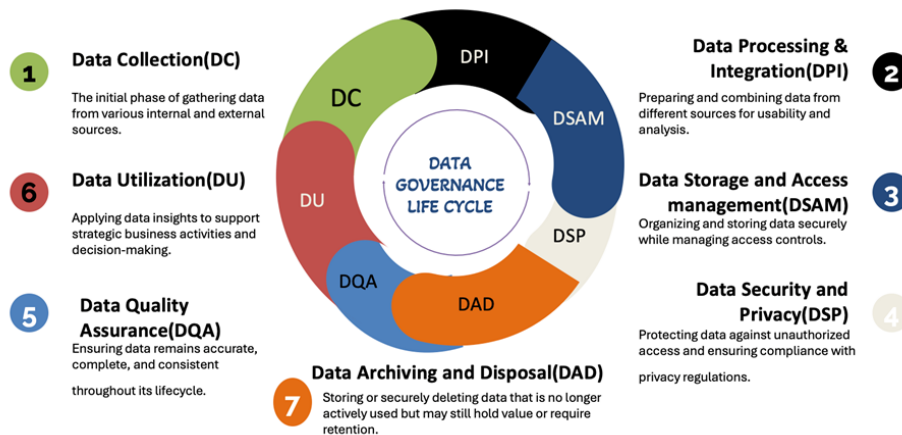 1
Data Collection(DC)
The initial phase of gathering data
from various internal and external
sources.
6
Data Utilization(DU)
Applying data insights to support
strategic business activities and
decision-making.
5
Data Quality
Assurance(DQA)
Ensuring data remains accurate,
complete, and consistent
throughout its lifecycle.
DPI
DC
DSAM
DATA
GOVERNANCE
LIFE CYCLE
DU
DSP
DQA
DAD
Data Processing &
Integration(DPI)
2
Preparing and combining data from
different sources for usability and
analysis.
Data Storage and Access
management(DSAM)
3
Organizing and storing data securely
while managing access controls.
Data Security and
Privacy(DSP)
4
Protecting data against unauthorized
access and ensuring compliance with
privacy regulations.
7
Data Archiving and Disposal(DAD)
Storing or securely deleting data that is no longer
actively used but may still hold value or require
retention.